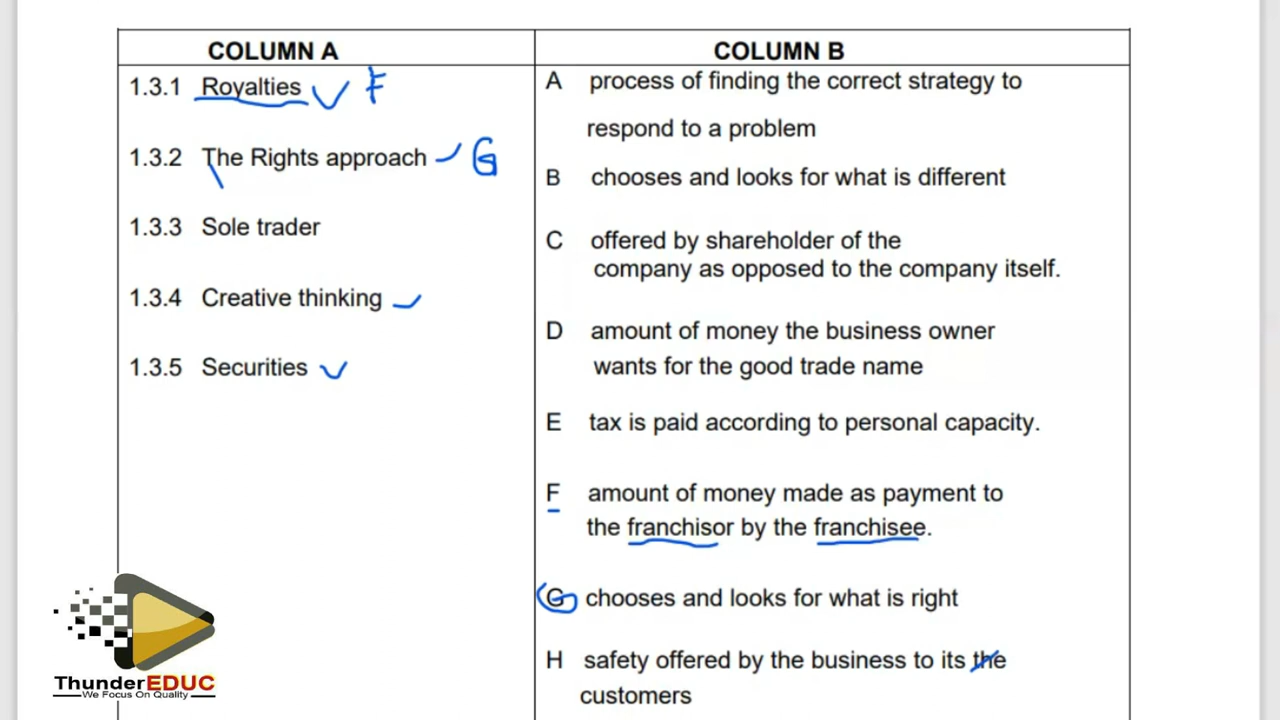 COLUMN A
1.3.1 Royalties F
1.3.2 The Rights approach G
1.3.3 Sole trader
1.3.4 Creative thinking
1.3.5 Securities
COLUMN B
A process of finding the correct strategy to
respond to a problem
B chooses and looks for what is different
C offered by shareholder of the
company as opposed to the company itself.
D amount of money the business owner
wants for the good trade name
E tax is paid according to personal capacity.
F amount of money made as payment to
the franchisor by the franchisee.
G chooses and looks for what is right
H safety offered by the business to its the
customers
ThunderEDUC
We Focus On Quality